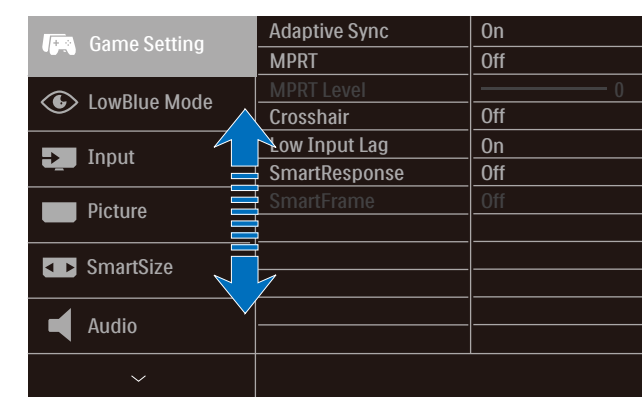 Game Setting
LowBlue Mode
Input
Picture
SmartSize
Audio
Adaptive Sync On
MPRT Off
MPRT Level 0
Crosshair Off
Low Input Lag On
SmartResponse Off
SmartFrame Off